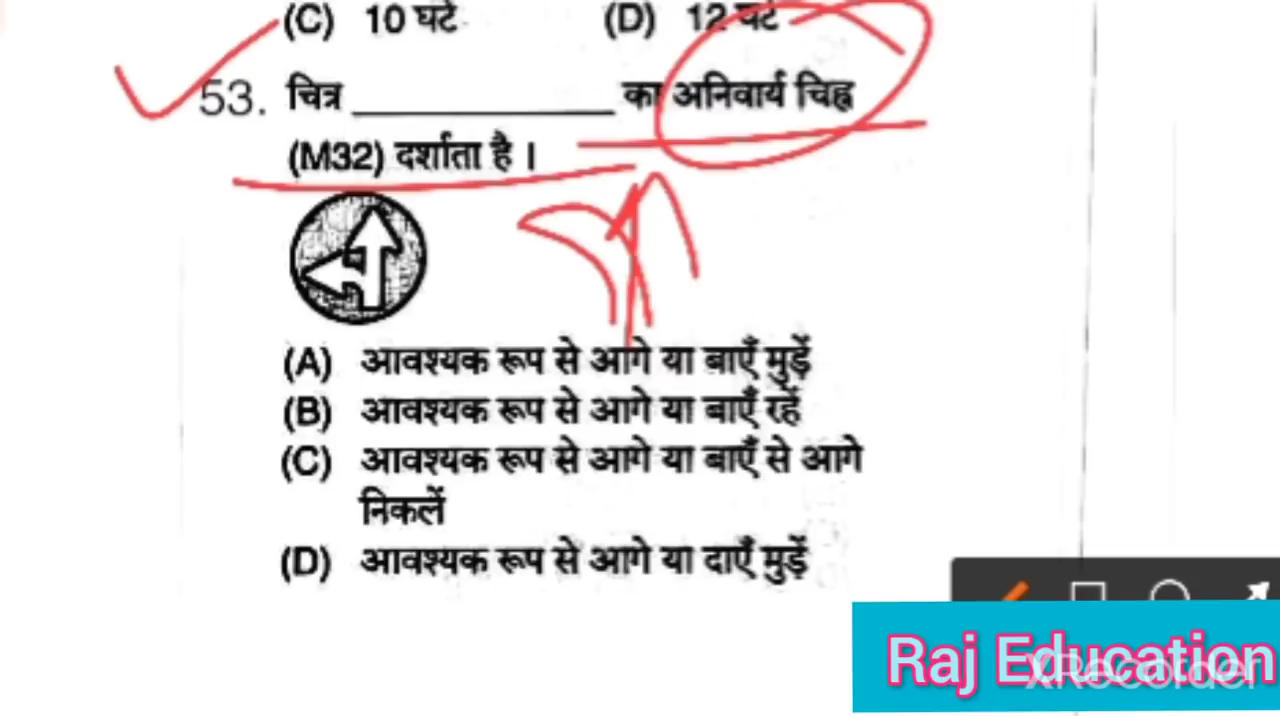 (C) 10 घंटे (D) 12 घंटे
53. चित्र ____________ का अनिवार्य चिह्न
(M32) दर्शाता है।
(A) आवश्यक रूप से आगे या बाएँ मुड़ें
(B) आवश्यक रूप से आगे या बाएँ रहें
(C) आवश्यक रूप से आगे या बाएँ से आगे
निकलें
(D) आवश्यक रूप से आगे या दाएँ मुड़ें
Raj Education
XRecorder